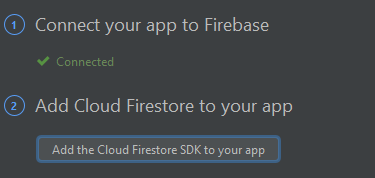 1 Connect your app to Firebase
Connected
2 Add Cloud Firestore to your app
Add the Cloud Firestore SDK to your app